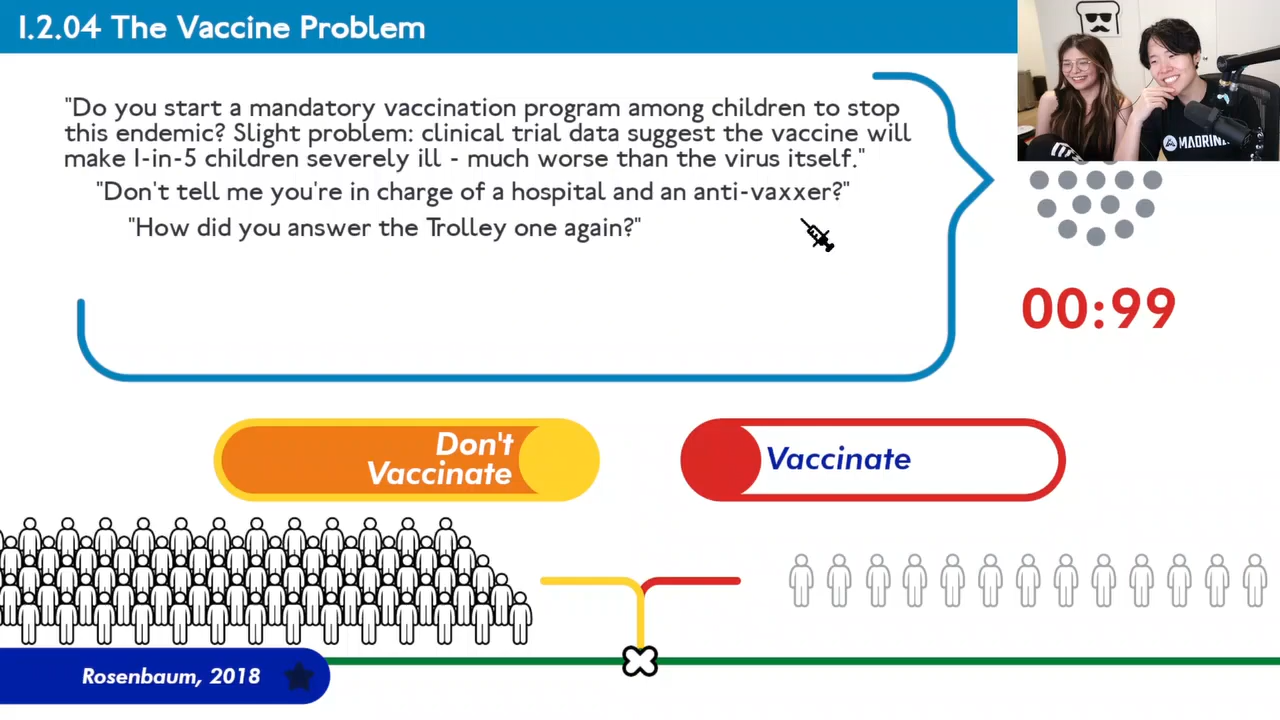 1.2.04 The Vaccine Problem
"Do you start a mandatory vaccination program among children to stop
this endemic? Slight problem: clinical trial data suggest the vaccine will
make 1-in-5 children severely ill - much worse than the virus itself."
"Don't tell me you're in charge of a hospital and an anti-vaxxer?"
"How did you answer the Trolley one again?"
00:99
Don't
Vaccinate
Vaccinate
Rosenbaum, 2018